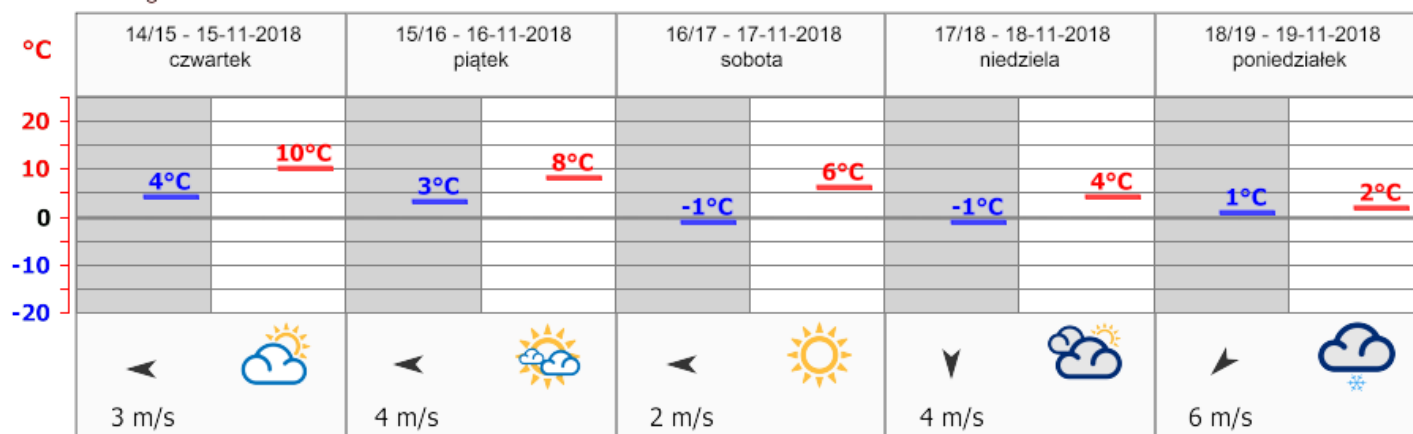 14/15 - 15-11-2018
czwartek
15/16 - 16-11-2018
piątek
16/17 - 17-11-2018
sobota
17/18 - 18-11-2018
niedziela
18/19 - 19-11-2018
poniedziałek
°C
20
10
0
-10
-20
4°C
10°C
3°C
8°C
-1°C
6°C
-1°C
4°C
1°C
2°C
3 m/s
4 m/s
2 m/s
4 m/s
6 m/s